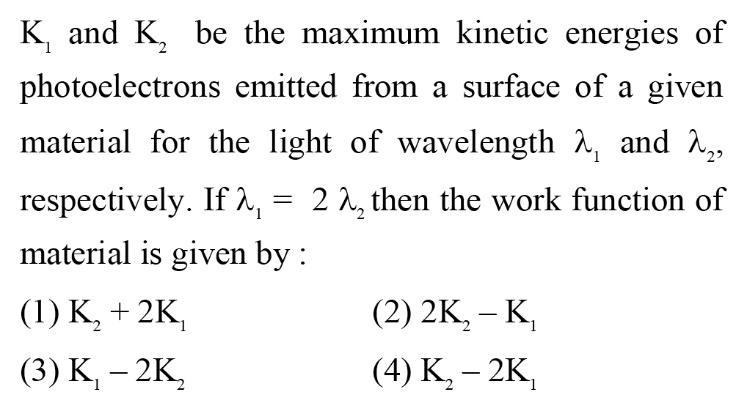 K₁ and K₂ be the maximum kinetic energies of
photoelectrons emitted from a surface of a given
material for the light of wavelength λ₁ and λ₂,
respectively. If λ₁ = 2 λ₂ then the work function of
material is given by :
(1) K₂ + 2K₁ (2) 2K₂ – K₁
(3) K₁ – 2K₂ (4) K₂ – 2K₁